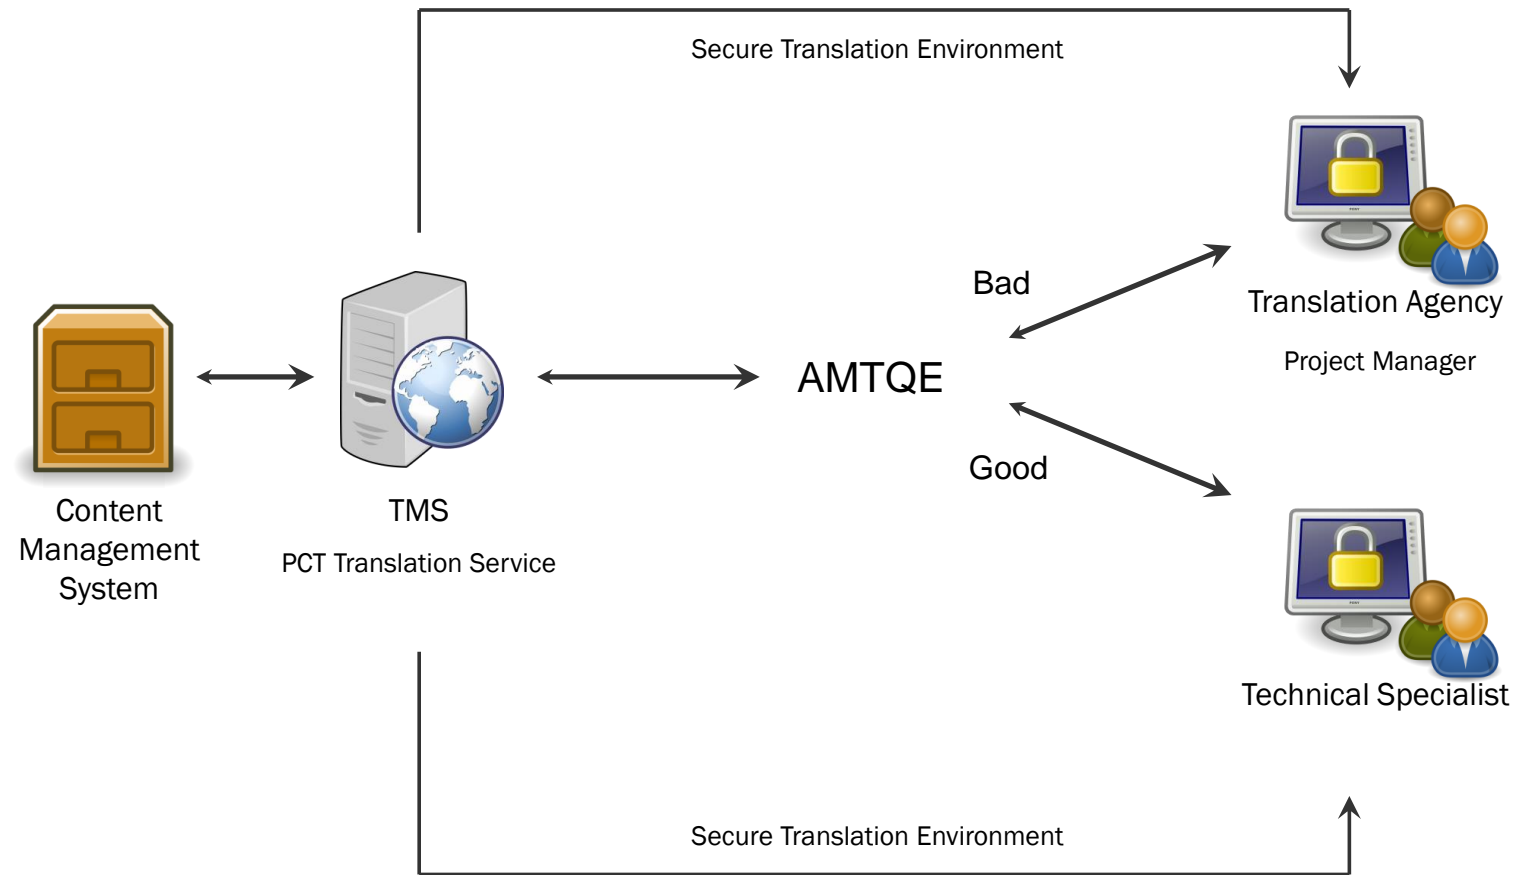 Secure Translation Environment
Bad
Translation Agency
Project Manager
AMTQE
Good
Content
Management
System
TMS
PCT Translation Service
Technical Specialist
Secure Translation Environment